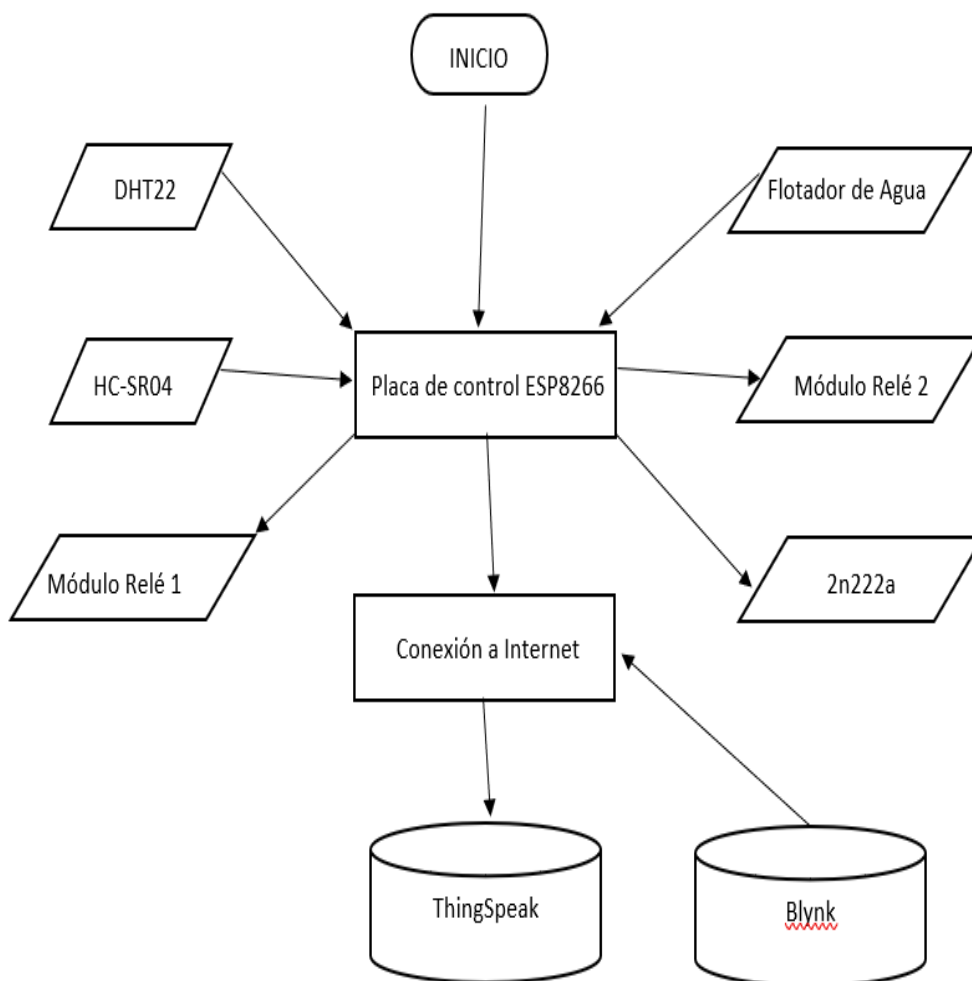 INICIO
DHT22
Flotador de Agua
HC-SR04
Placa de control ESP8266
Módulo Relé 2
Módulo Relé 1
2n222a
Conexión a Internet
ThingSpeak
Blynk